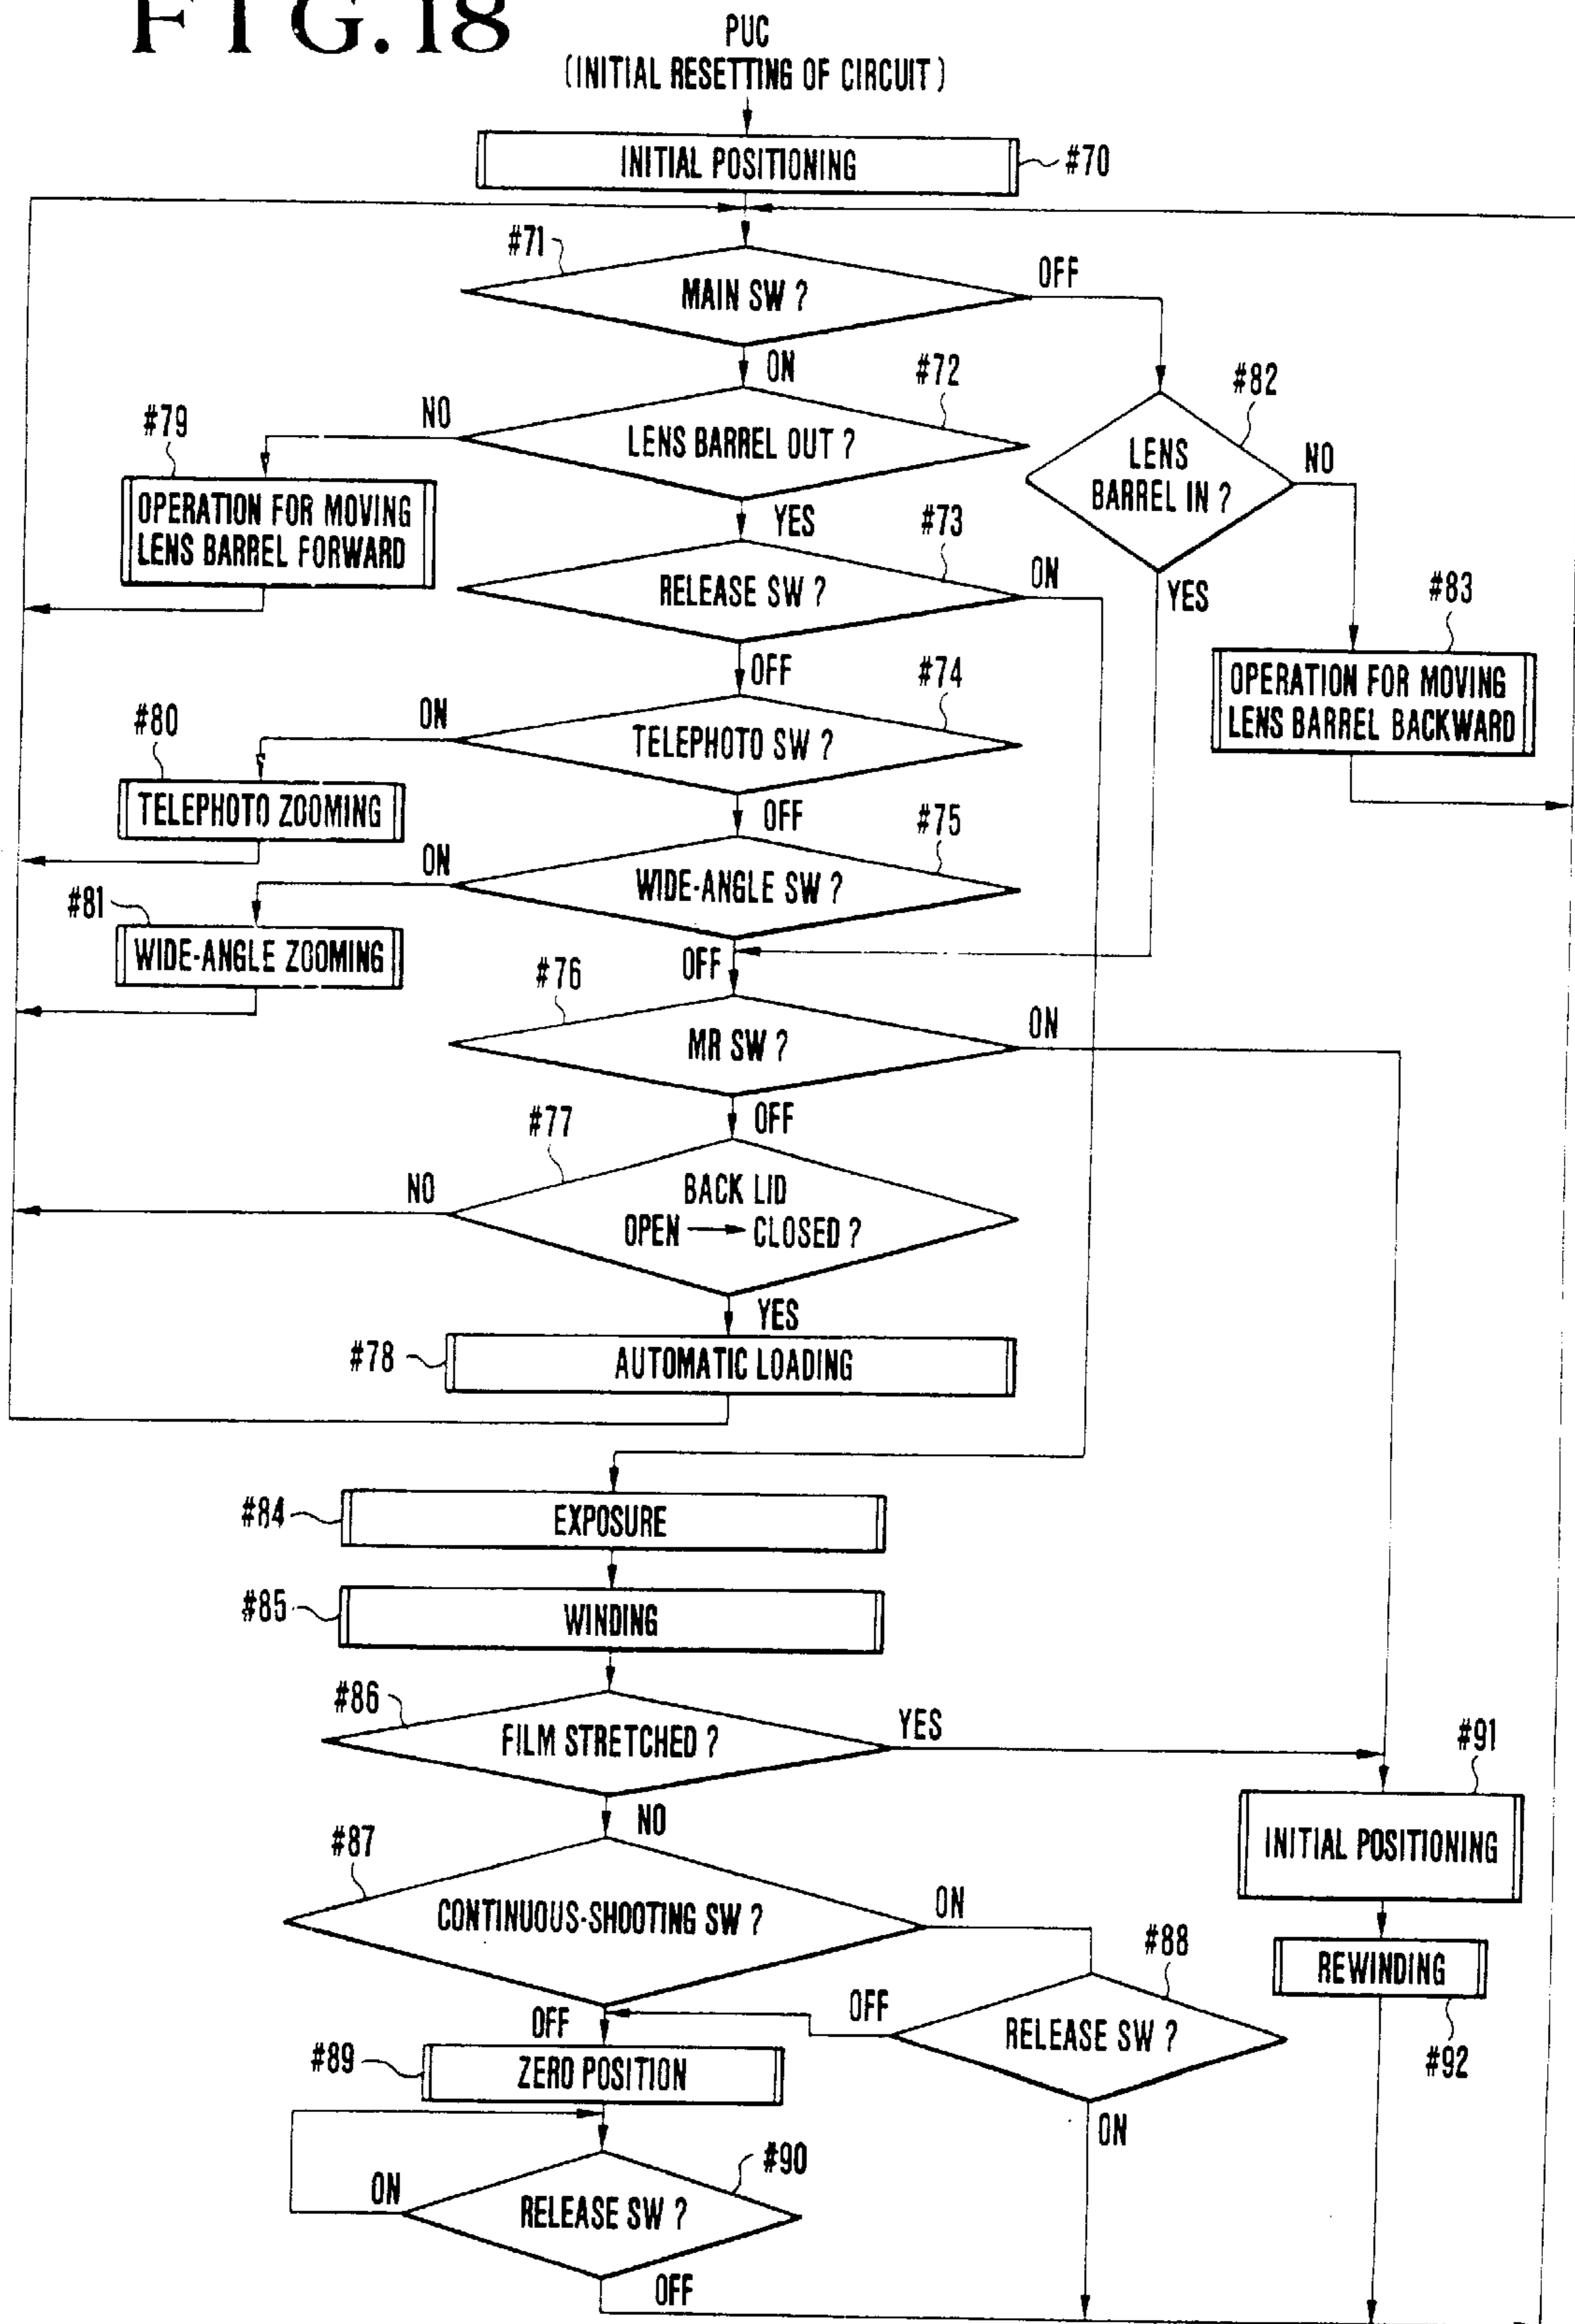 FIG.18
PUC
(INITIAL RESETTING OF CIRCUIT)
INITIAL POSITIONING
#70
#71
MAIN SW ?
OFF
ON
#72
#82
#79
NO
LENS BARREL OUT ?
LENS
BARREL IN ?
NO
OPERATION FOR MOVING
LENS BARREL FORWARD
YES
#73
RELEASE SW ?
ON
YES
#83
OFF
#74
OPERATION FOR MOVING
LENS BARREL BACKWARD
#80
ON
TELEPHOTO SW ?
TELEPHOTO ZOOMING
OFF
#75
ON
WIDE-ANGLE SW ?
#81
WIDE-ANGLE ZOOMING
OFF
#76
MR SW ?
ON
OFF
#77
NO
BACK LID
OPEN → CLOSED ?
YES
#78
AUTOMATIC LOADING
#84
EXPOSURE
#85
WINDING
#86
FILM STRETCHED ?
YES
#91
NO
INITIAL POSITIONING
#87
CONTINUOUS-SHOOTING SW ?
ON
#88
REWINDING
OFF
OFF
RELEASE SW ?
#92
#89
ZERO POSITION
ON
#90
ON
RELEASE SW ?
OFF